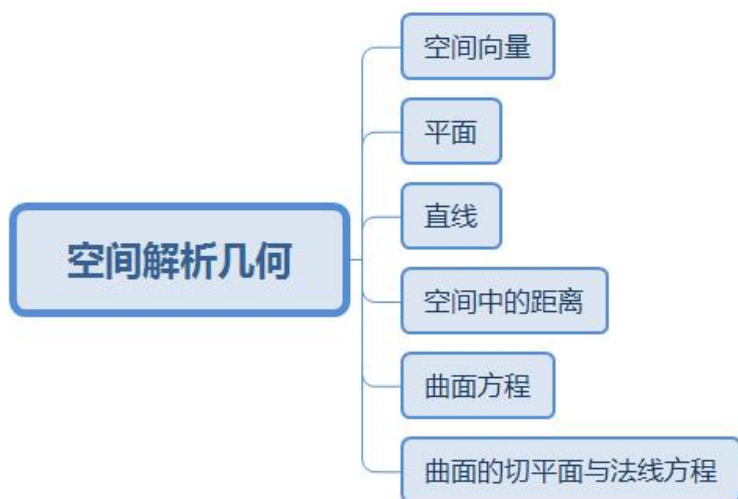 空间解析几何
空间向量
平面
直线
空间中的距离
曲面方程
曲面的切平面与法线方程